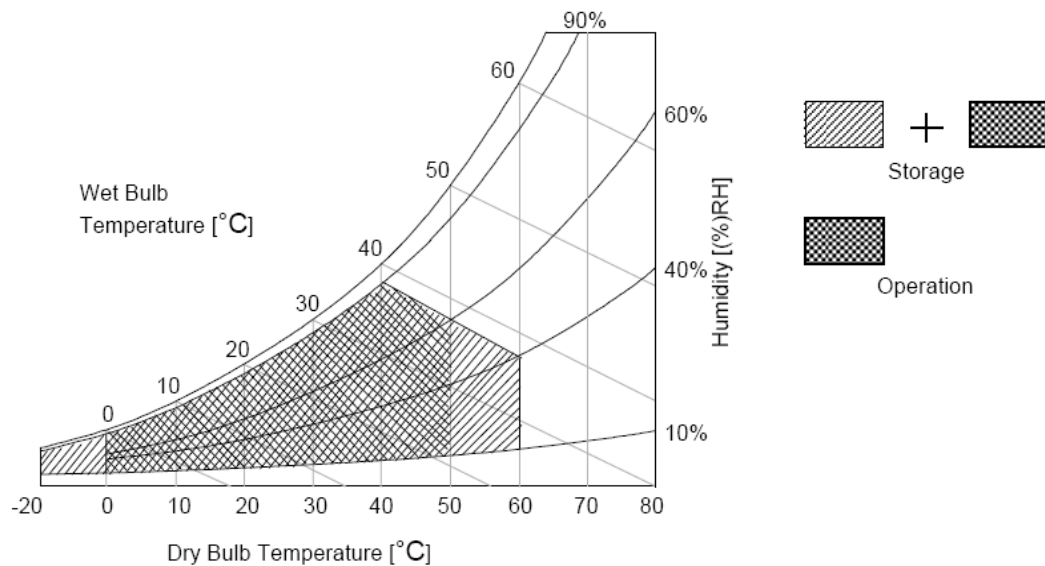 90%
60
60%
50
Wet Bulb
Temperature [°C]
40
40%
30
20
10
0
10%
Humidity [(%)RH]
-20 0 10 20 30 40 50 60 70 80
Dry Bulb Temperature [°C]
+
Storage
Operation